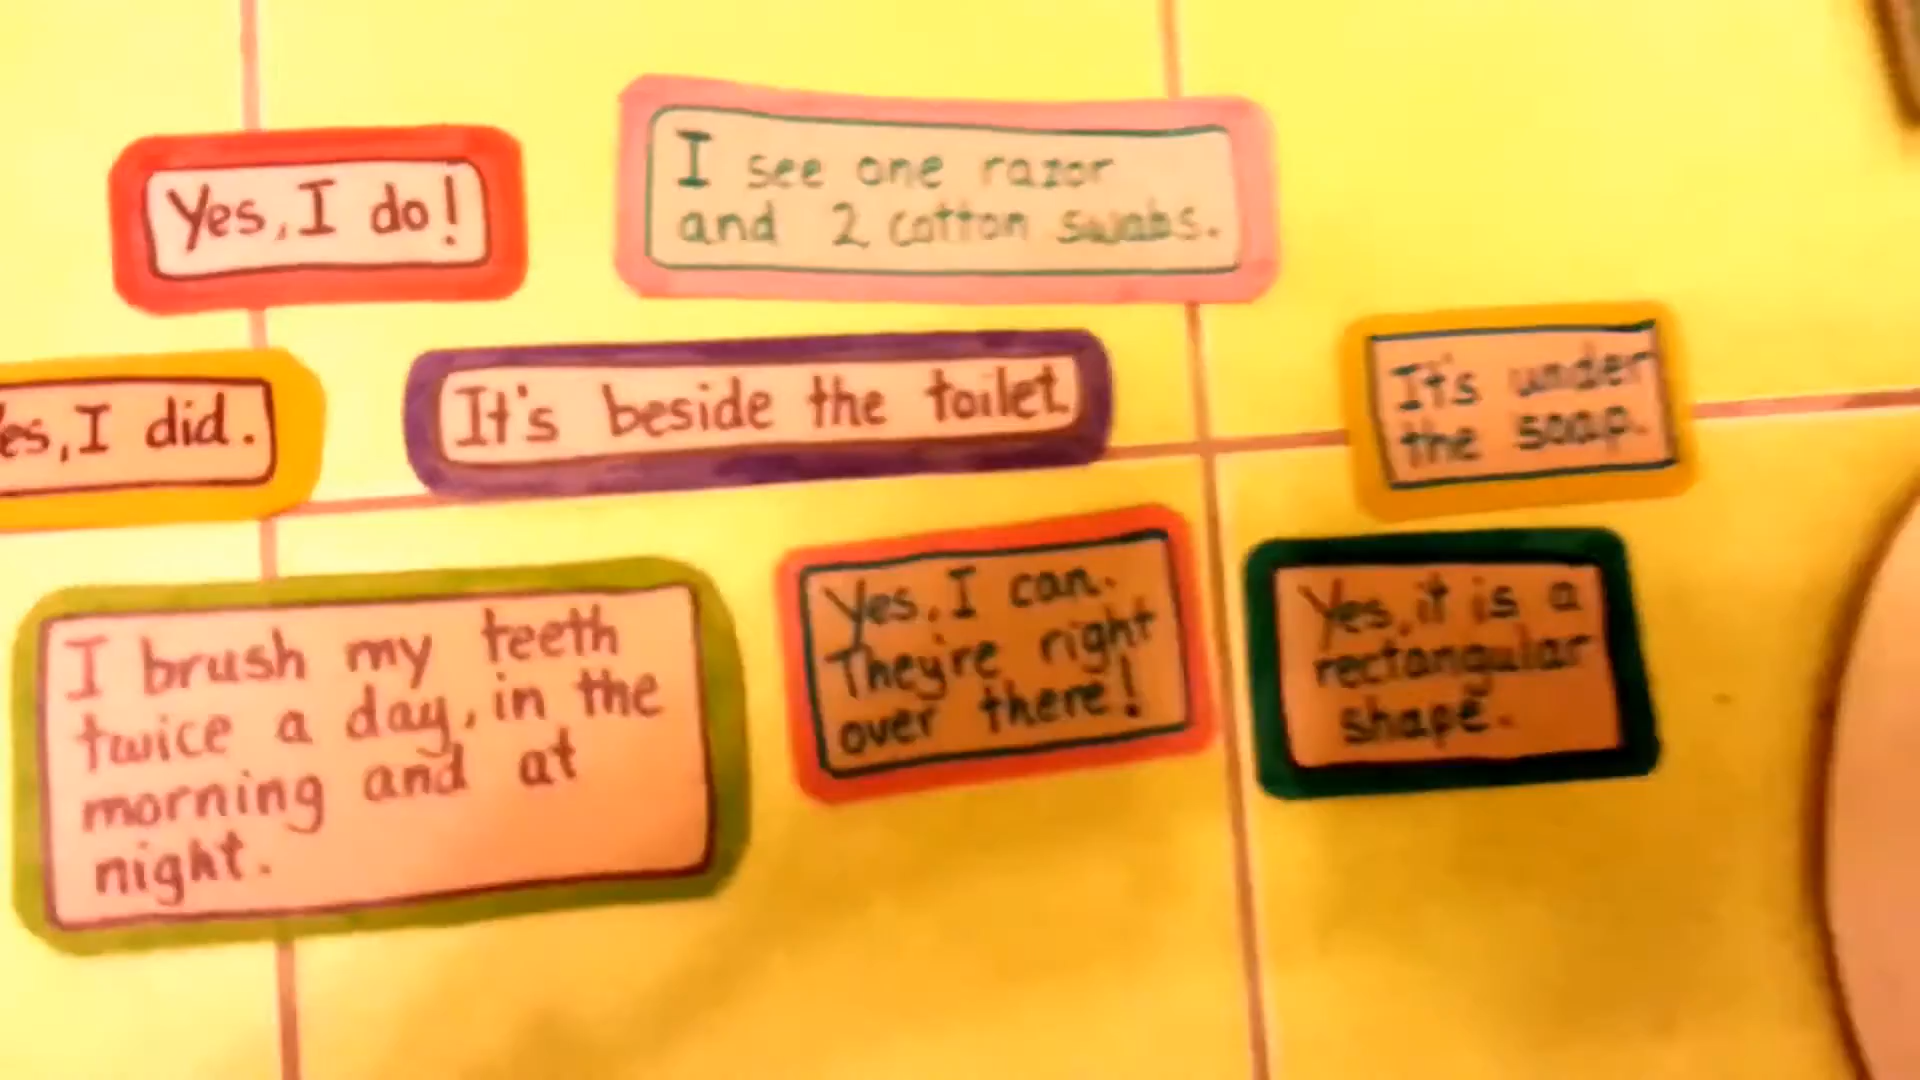 Yes, I do!
I see one razor
and 2 cotton swabs.
es, I did.
It's beside the toilet.
It's under
the soap.
I brush my teeth
twice a day, in the
morning and at
night.
Yes, I can.
They're right
over there!
Yes, it is a
rectangular
shape.